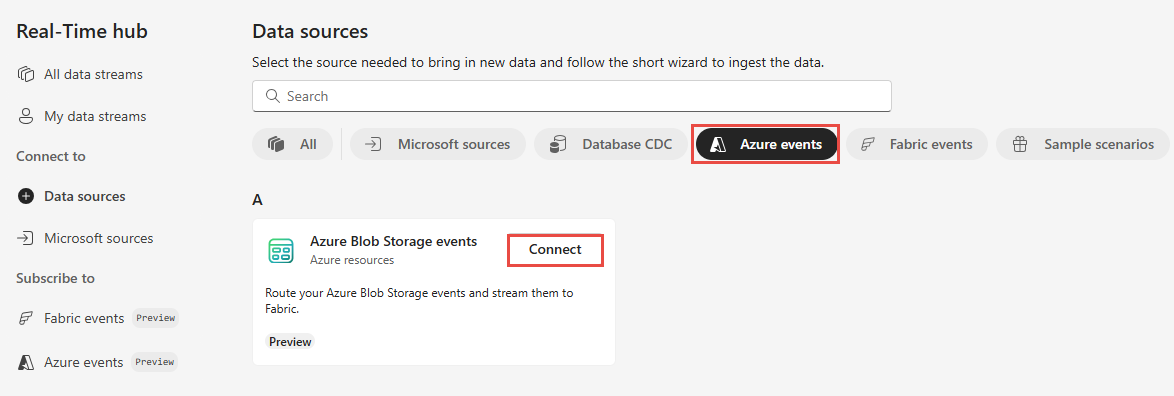 Real-Time hub
All data streams
My data streams
Connect to
Data sources
Microsoft sources
Subscribe to
Fabric events Preview
Azure events Preview
Data sources
Select the source needed to bring in new data and follow the short wizard to ingest the data.
Search
All Microsoft sources Database CDC Azure events Fabric events Sample scenarios
A
Azure Blob Storage events
Azure resources
Connect
Route your Azure Blob Storage events and stream them to
Fabric.
Preview